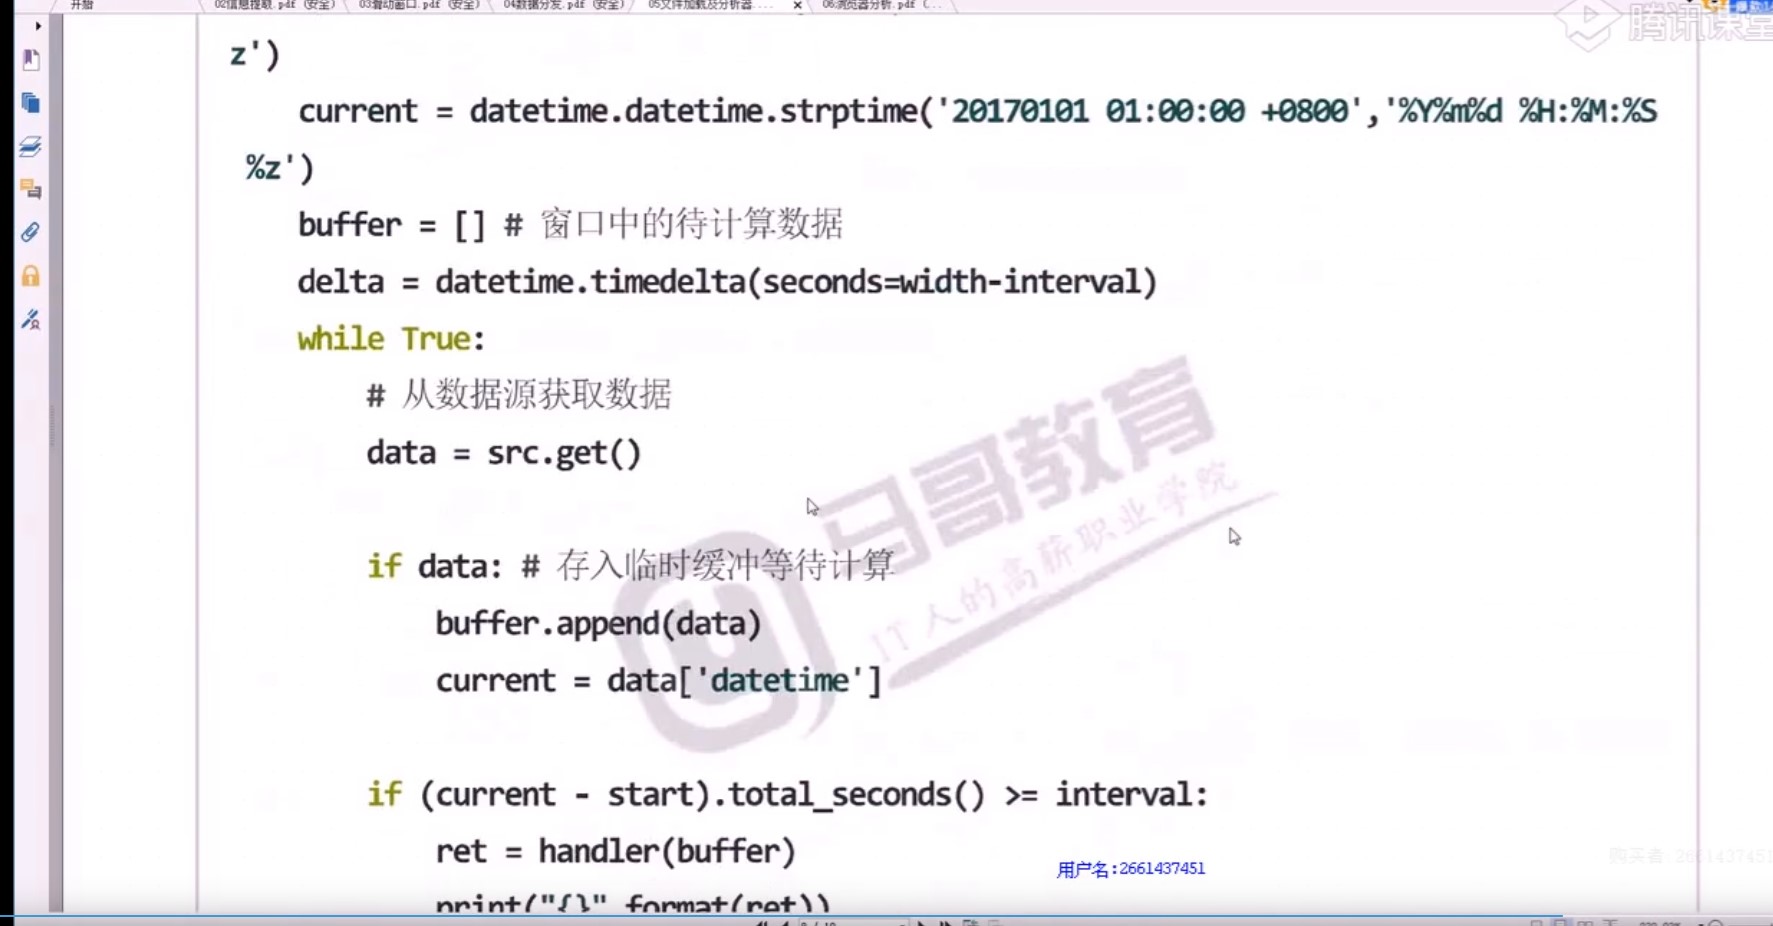 开始
02信息提取.pdf (安全)
03滑动窗口.pdf (安全)
04数据分发.pdf (安全)
05文件加载及分析器....
06浏览器分析.pdf (...
腾讯课堂
z')
current = datetime.datetime.strptime('20170101 01:00:00 +0800','%Y%m%d %H:%M:%S
%z')
buffer = [] # 窗口中的待计算数据
delta = datetime.timedelta(seconds=width-interval)
while True:
# 从数据源获取数据
data = src.get()
if data: # 存入临时缓冲等待计算
buffer.append(data)
current = data['datetime']
if (current - start).total_seconds() >= interval:
ret = handler(buffer)
print("{}".format(ret))
马哥教育
IT人的高薪职业学院
用户名:2661437451
购买者:2661437451